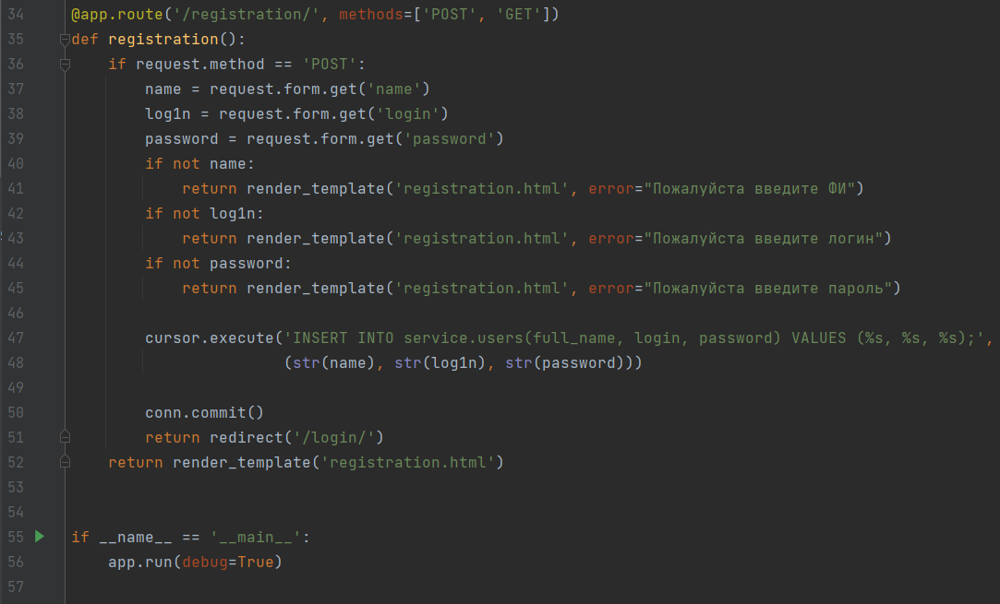 34 @app.route('/registration/', methods=['POST', 'GET'])
35 def registration():
36     if request.method == 'POST':
37         name = request.form.get('name')
38         log1n = request.form.get('login')
39         password = request.form.get('password')
40         if not name:
41             return render_template('registration.html', error="Пожалуйста введите ФИ")
42         if not log1n:
43             return render_template('registration.html', error="Пожалуйста введите логин")
44         if not password:
45             return render_template('registration.html', error="Пожалуйста введите пароль")
46
47         cursor.execute('INSERT INTO service.users(full_name, login, password) VALUES (%s, %s, %s);',
48                        (str(name), str(log1n), str(password)))
49
50         conn.commit()
51         return redirect('/login/')
52     return render_template('registration.html')
53
54
55 if __name__ == '__main__':
56     app.run(debug=True)
57